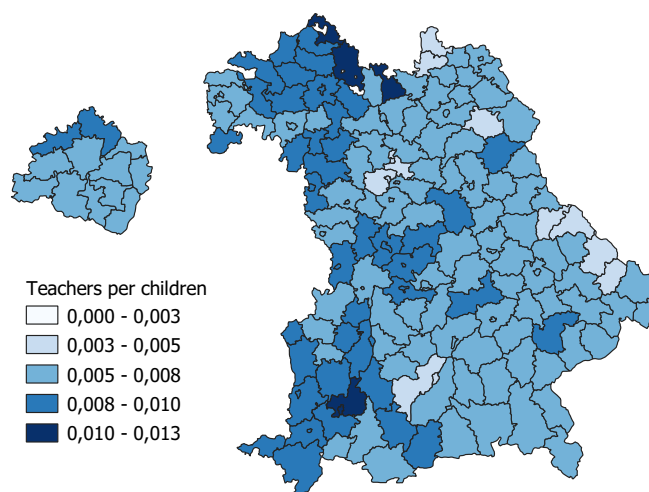 Teachers per children
0,000 - 0,003
0,003 - 0,005
0,005 - 0,008
0,008 - 0,010
0,010 - 0,013